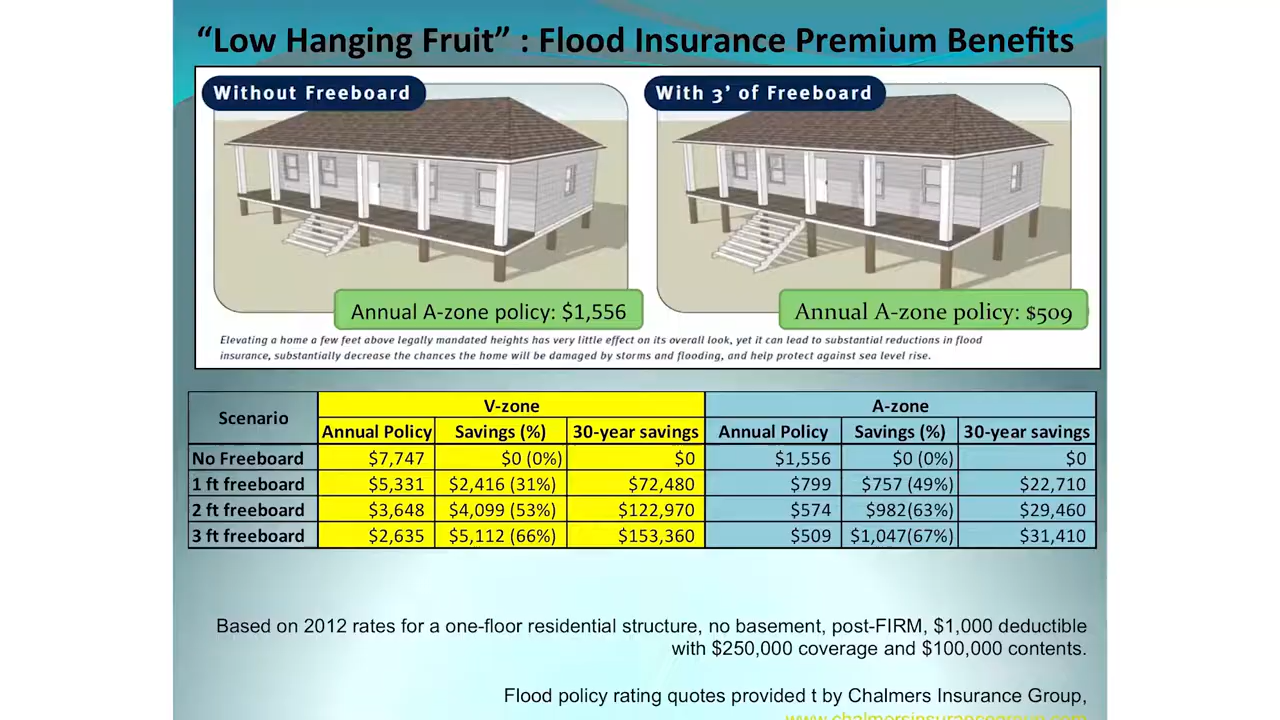 “Low Hanging Fruit” : Flood Insurance Premium Benefits
Without Freeboard
With 3’ of Freeboard
Annual A-zone policy: $1,556
Annual A-zone policy: $509
Elevating a home a few feet above legally mandated heights has very little effect on its overall look, yet it can lead to substantial reductions in flood
insurance, substantially decrease the chances the home will be damaged by storms and flooding, and help protect against sea level rise.
Scenario V-zone A-zone
Annual Policy Savings (%) 30-year savings Annual Policy Savings (%) 30-year savings
No Freeboard $7,747 $0 (0%) $0 $1,556 $0 (0%) $0
1 ft freeboard $5,331 $2,416 (31%) $72,480 $799 $757 (49%) $22,710
2 ft freeboard $3,648 $4,099 (53%) $122,970 $574 $982(63%) $29,460
3 ft freeboard $2,635 $5,112 (66%) $153,360 $509 $1,047(67%) $31,410
Based on 2012 rates for a one-floor residential structure, no basement, post-FIRM, $1,000 deductible
with $250,000 coverage and $100,000 contents.
Flood policy rating quotes provided t by Chalmers Insurance Group,
www.chalmersinsurancegroup.com